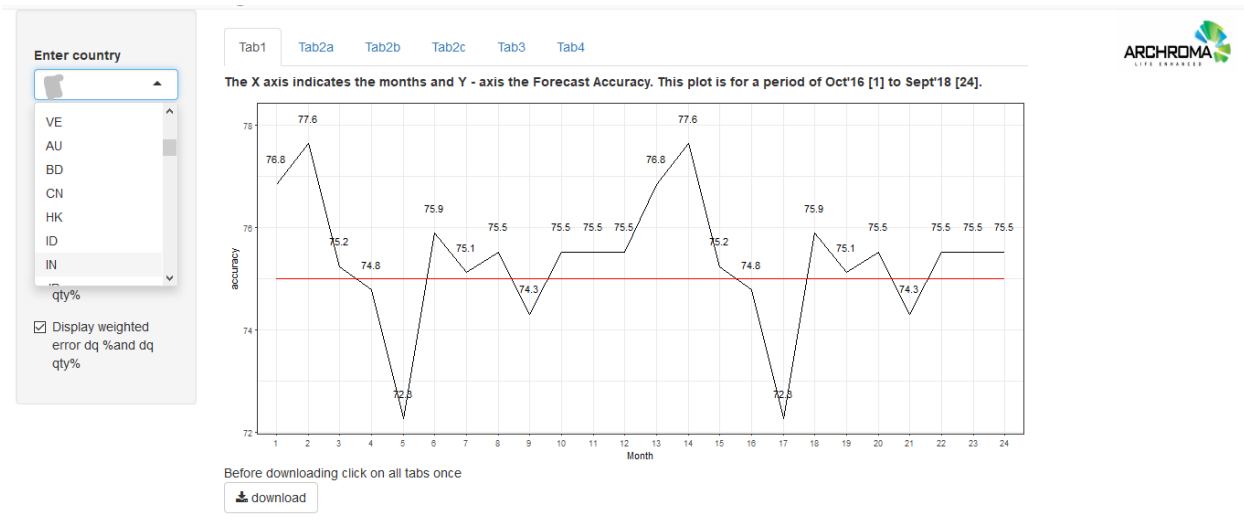 Enter country
VE
AU
BD
CN
HK
ID
IN
qty%
Display weighted
error dq %and dq
qty%
Tab1 Tab2a Tab2b Tab2c Tab3 Tab4
The X axis indicates the months and Y - axis the Forecast Accuracy. This plot is for a period of Oct'16 [1] to Sept'18 [24].
78
76
74
72
accuracy
76.8 77.6 75.2 74.8 72.3 75.9 75.1 75.5 74.3 75.5 75.5 75.5 76.8 77.6 75.2 74.8 72.3 75.9 75.1 75.5 74.3 75.5 75.5 75.5
1 2 3 4 5 6 7 8 9 10 11 12 13 14 15 16 17 18 19 20 21 22 23 24
Month
Before downloading click on all tabs once
download
ARCHROMA
LIFE ENHANCED